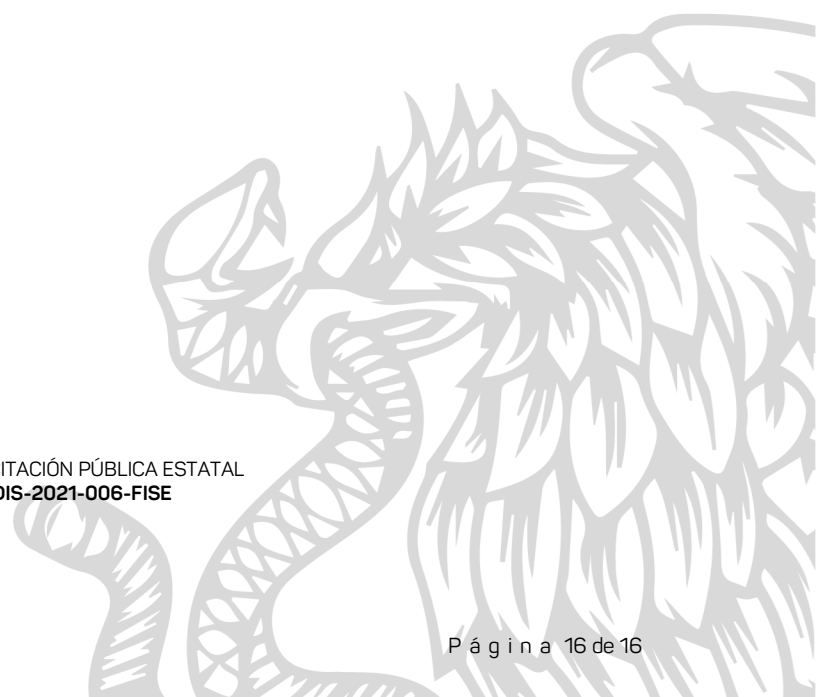 ITACIÓN PÚBLICA ESTATAL
DIS-2021-006-FISE
P á g i n a 16 de 16